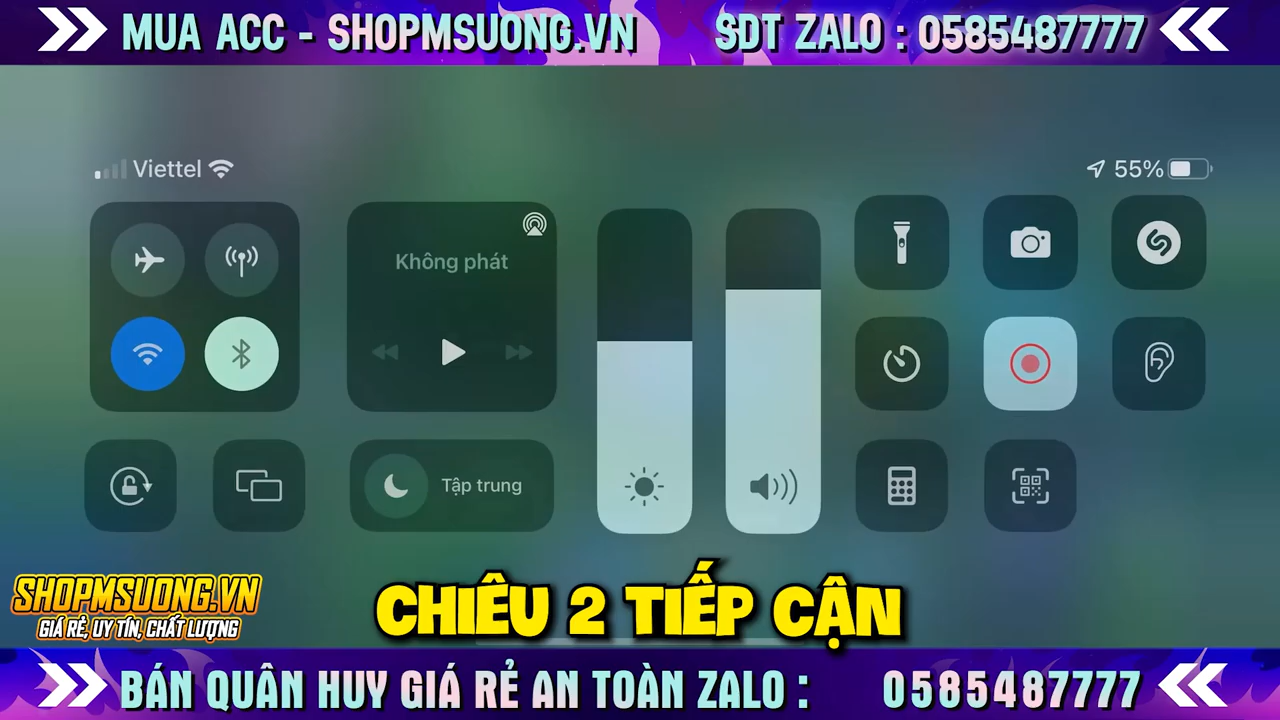 MUA ACC - SHOPMSUONG.VN SDT ZALO : 0585487777
Viettel 55%
Không phát
Tập trung
SHOPMSUONG.VN
GIÁ RẺ, UY TÍN, CHẤT LƯỢNG
CHIÊU 2 TIẾP CẬN
BÁN QUÂN HUY GIÁ RẺ AN TOÀN ZALO : 0585487777